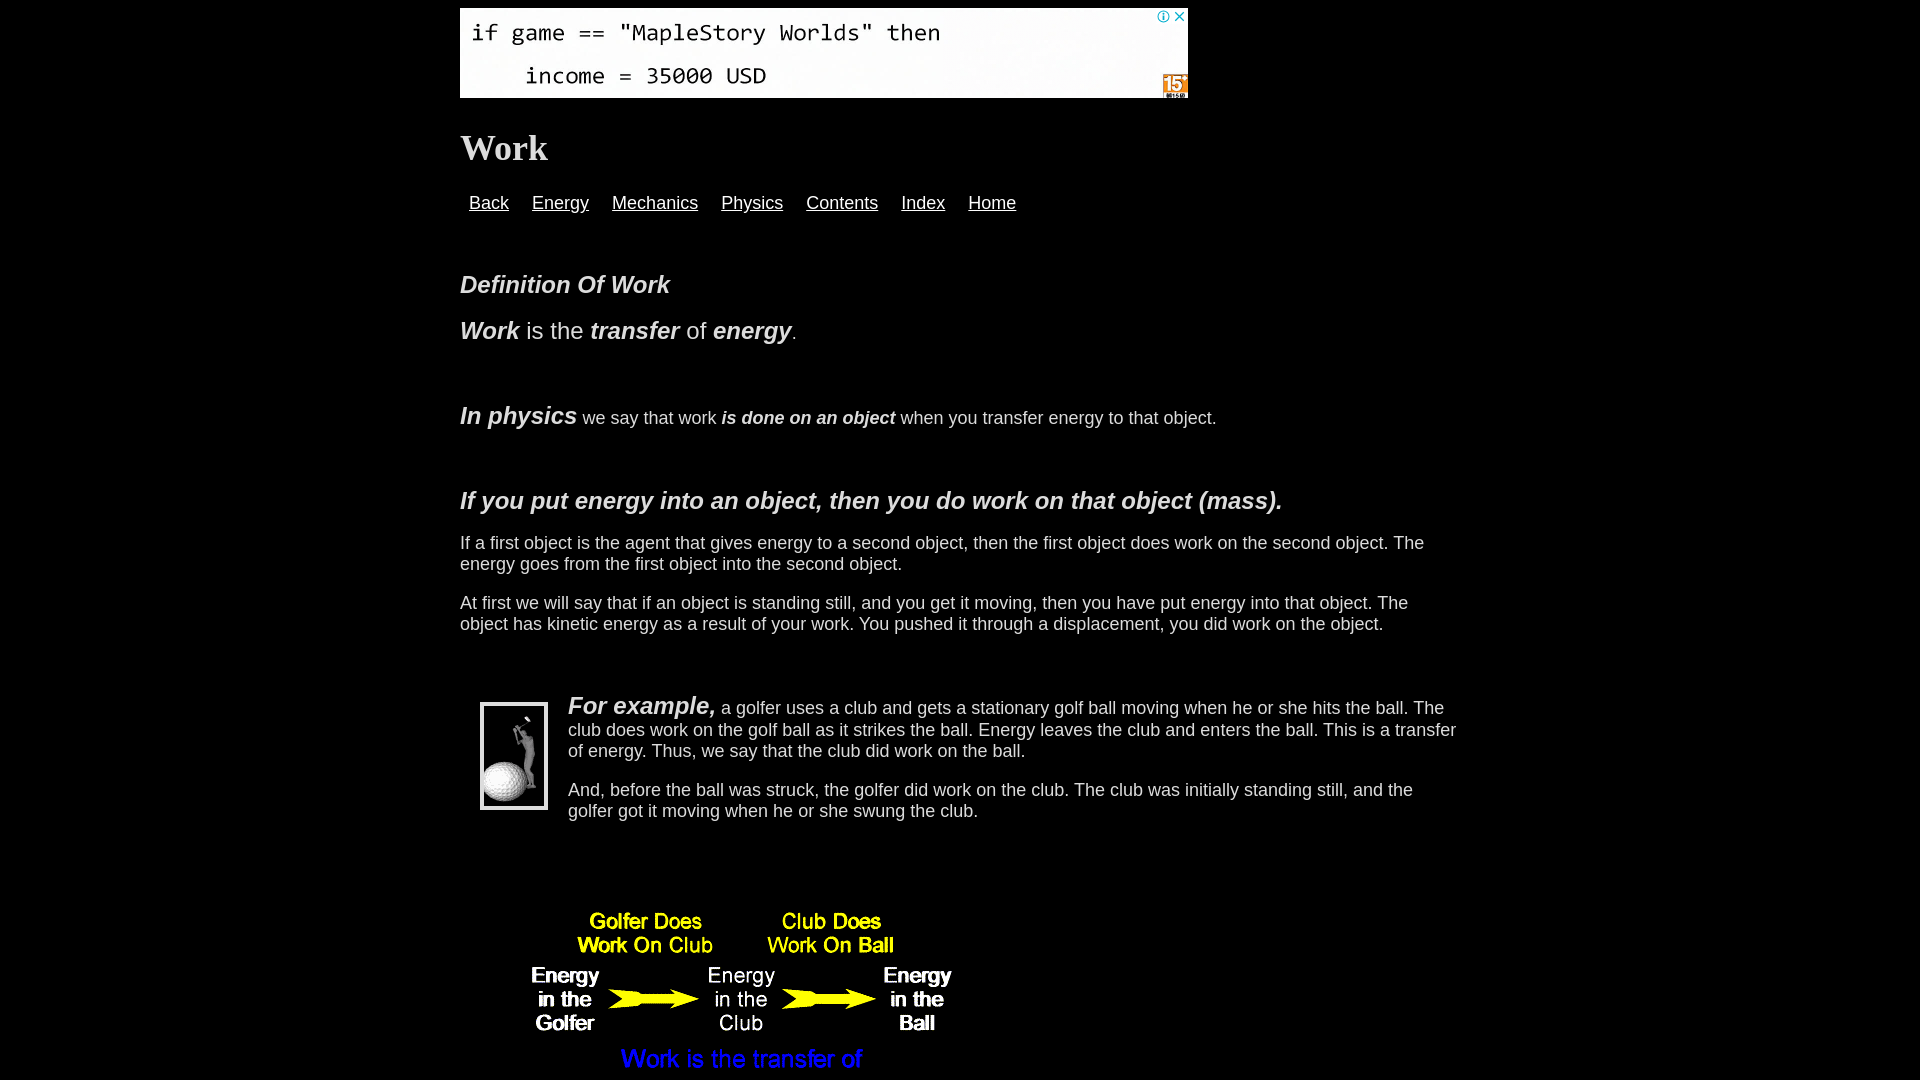 if game == "MapleStory Worlds" then
income = 35000 USD
15+
Work
Back Energy Mechanics Physics Contents Index Home
Definition Of Work
Work is the transfer of energy.
In physics we say that work is done on an object when you transfer energy to that object.
If you put energy into an object, then you do work on that object (mass).
If a first object is the agent that gives energy to a second object, then the first object does work on the second object. The
energy goes from the first object into the second object.
At first we will say that if an object is standing still, and you get it moving, then you have put energy into that object. The
object has kinetic energy as a result of your work. You pushed it through a displacement, you did work on the object.
For example, a golfer uses a club and gets a stationary golf ball moving when he or she hits the ball. The
club does work on the golf ball as it strikes the ball. Energy leaves the club and enters the ball. This is a transfer
of energy. Thus, we say that the club did work on the ball.
And, before the ball was struck, the golfer did work on the club. The club was initially standing still, and the
golfer got it moving when he or she swung the club.
Golfer Does
Work On Club
Club Does
Work On Ball
Energy
in the
Golfer
Energy
in the
Club
Energy
in the
Ball
Work is the transfer of